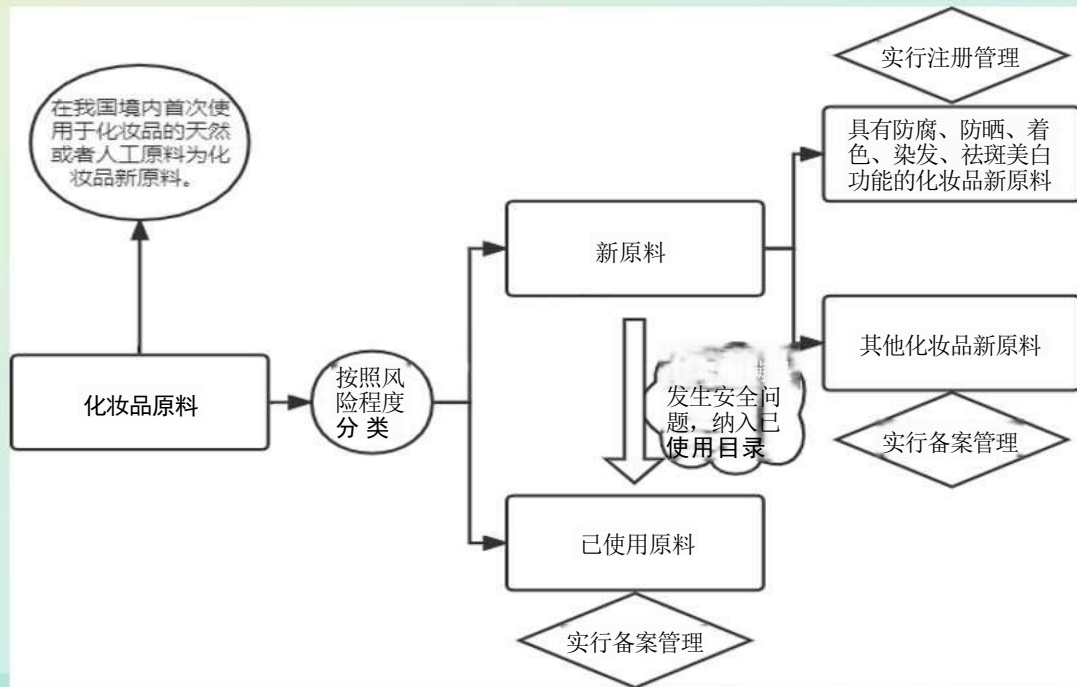 实行注册管理
在我国境内首次使
用于化妆品的天然
或者人工原料为化
妆品新原料。
具有防腐、防晒、着
色、染发、祛斑美白
功能的化妆品新原料
新原料
其他化妆品新原料
化妆品原料
按照风
险程度
分 类
发生安全问
题，纳入已
使用目录
实行备案管理
已使用原料
实行备案管理